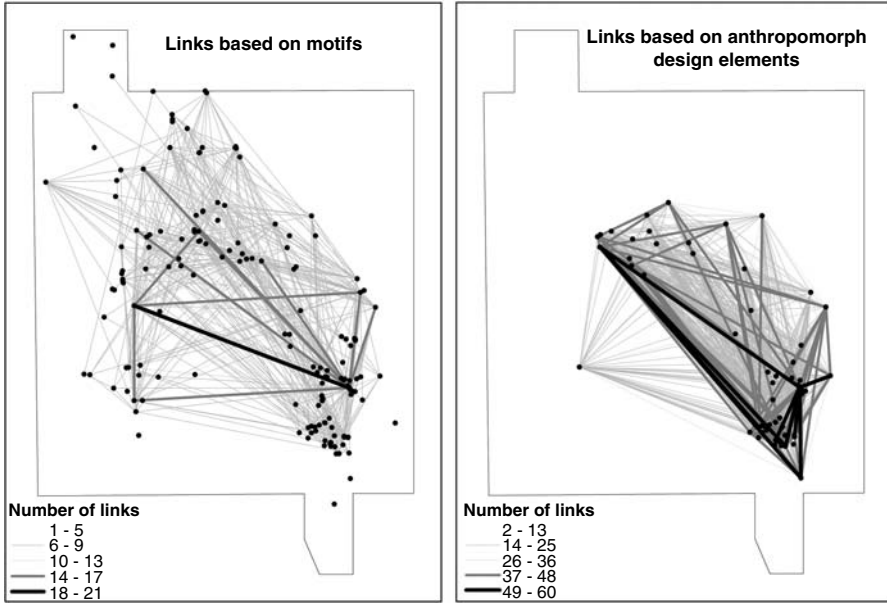 Links based on motifs
Number of links
1 - 5
6 - 9
10 - 13
14 - 17
18 - 21
Links based on anthropomorph
design elements
Number of links
2 - 13
14 - 25
26 - 36
37 - 48
49 - 60